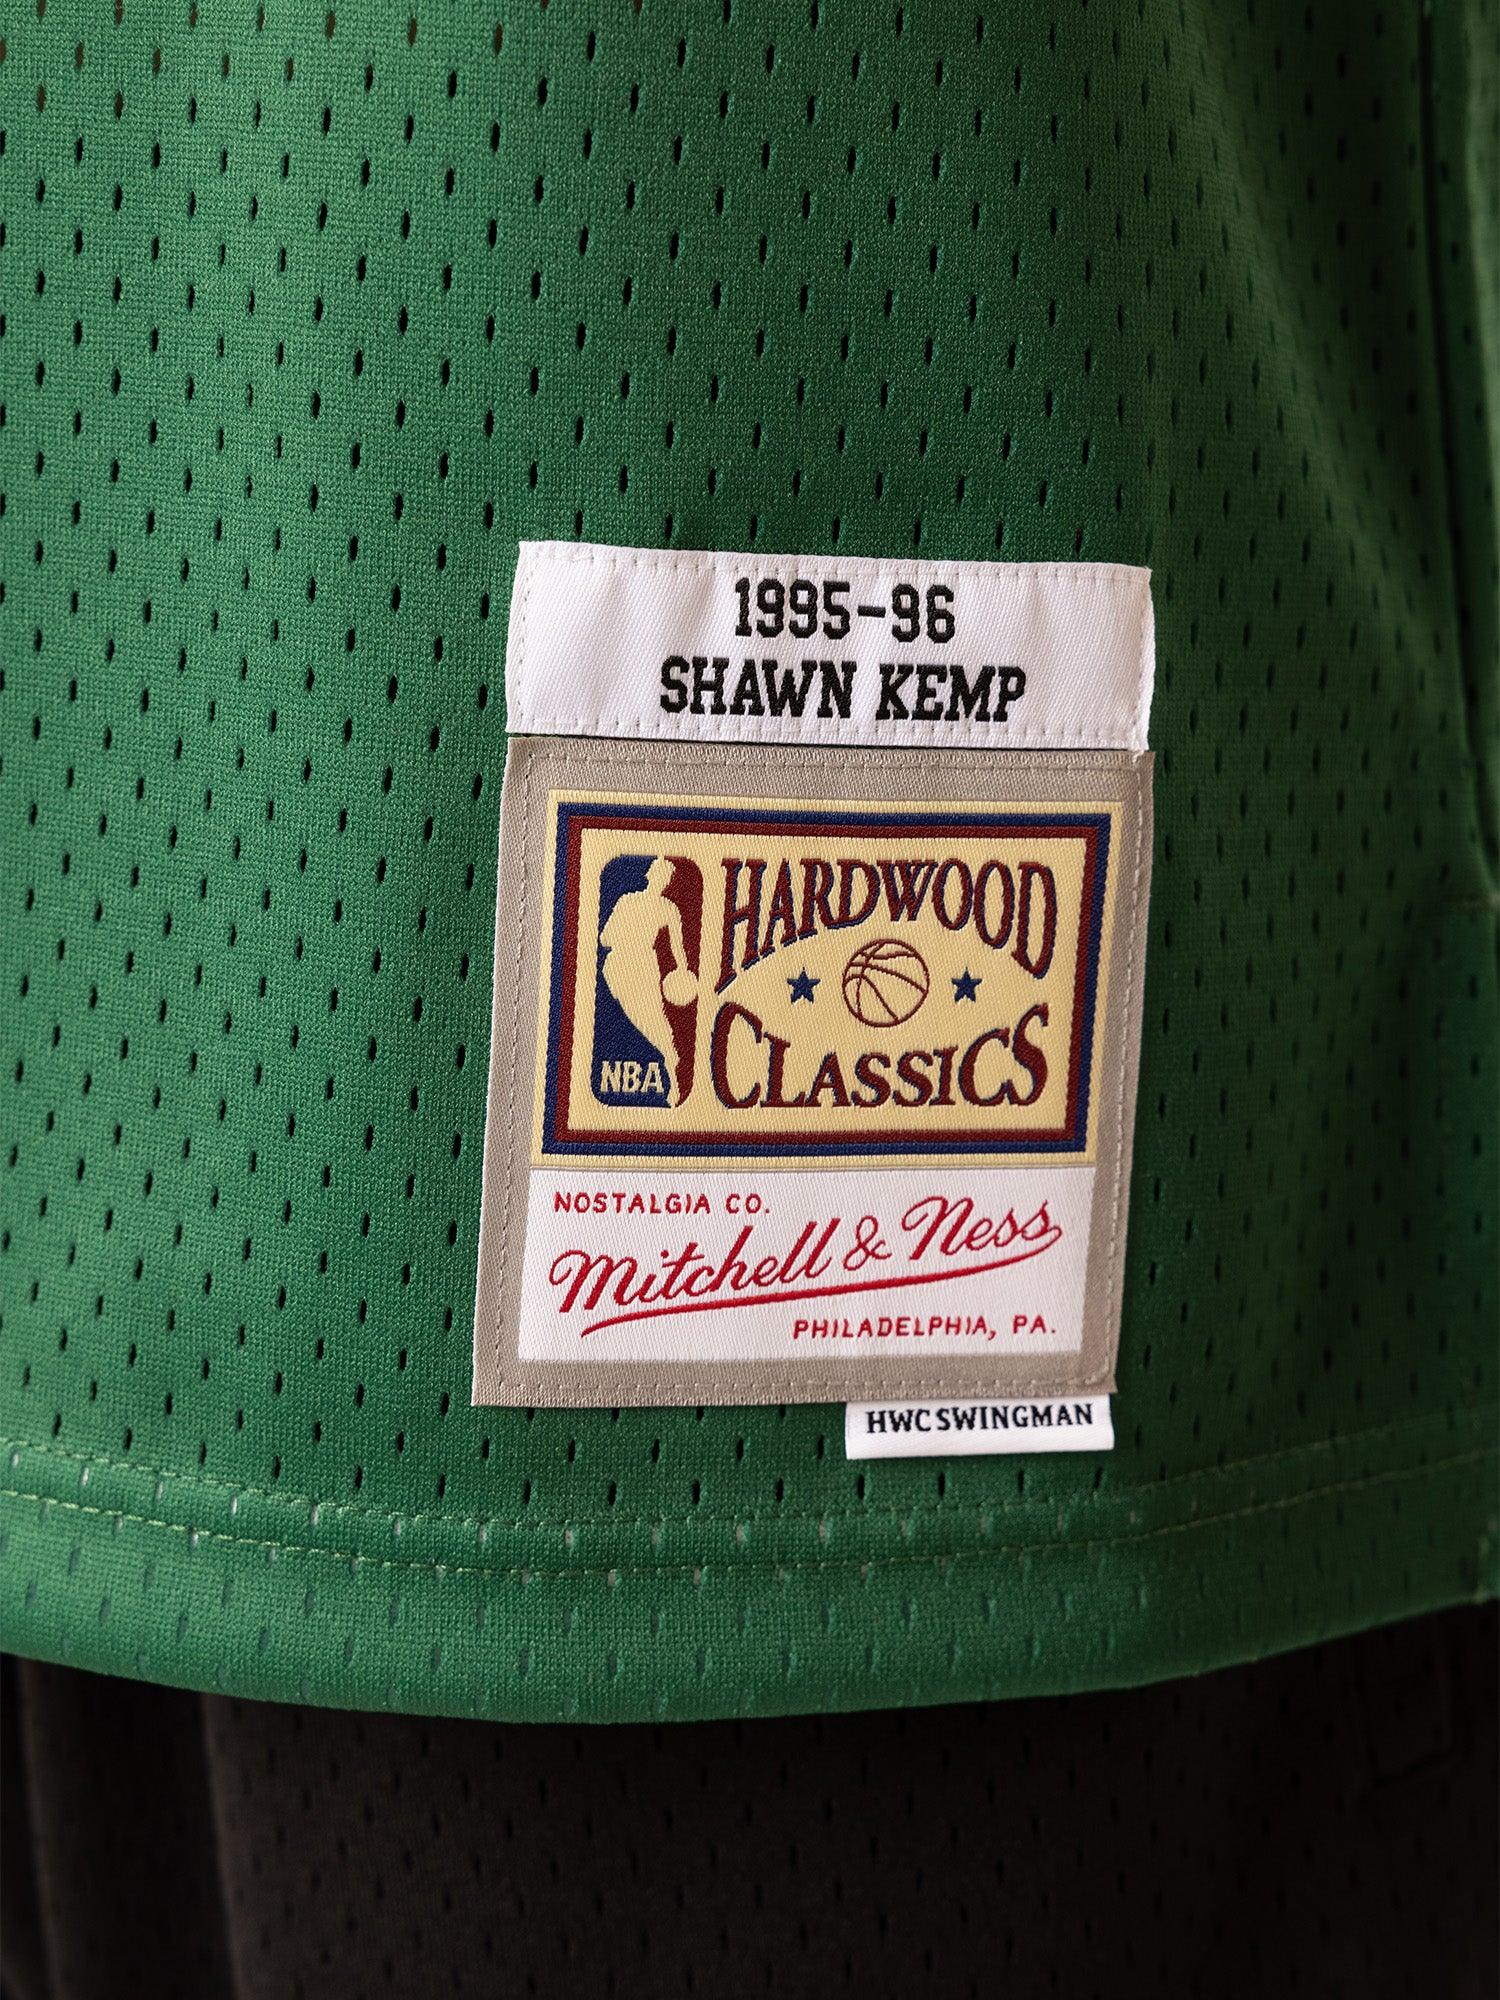 1995-96
SHAWN KEMP
HARDWOOD
CLASSICS
NBA
NOSTALGIA CO.
Mitchell & Ness
PHILADELPHIA, PA.
HWC SWINGMAN